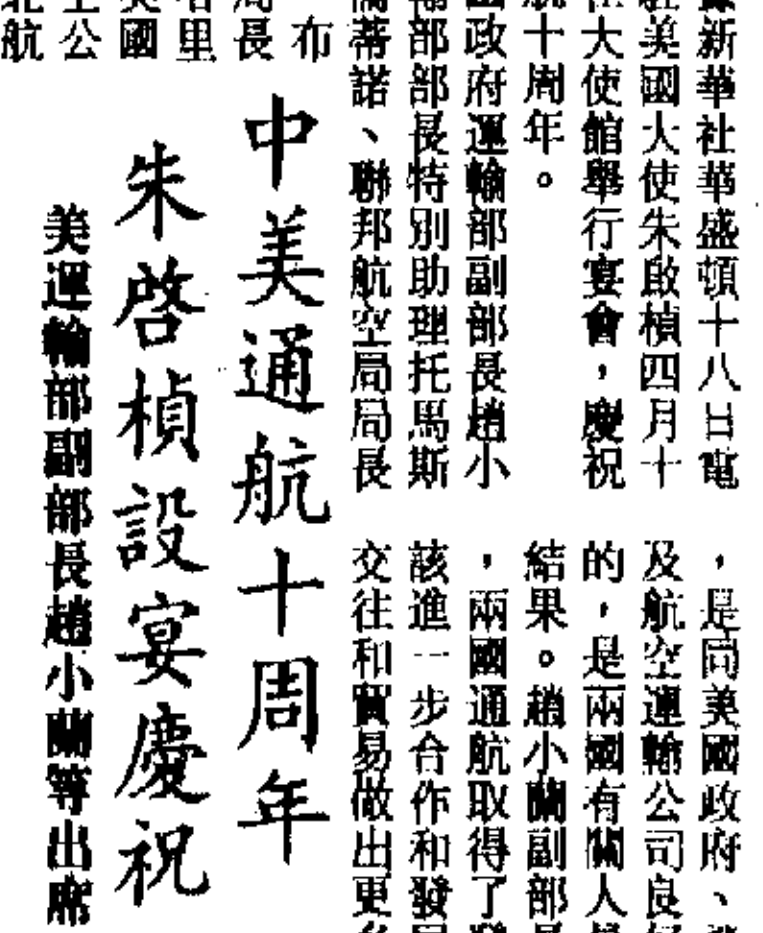 新華社華盛頓十八日電
美國大使朱啟楨四月十
大使館舉行宴會，慶祝
十周年。
政府運輸部副部長趙小
部部長特別助理托馬斯
蒂諾、聯邦航空局局長
布
長
里
國
公
航
，是同美國政府、
及航空運輸公司良
的，是兩國有關人
結果。趙小蘭副部
，兩國通航取得了
該進一步合作和發
交往和貿易做出更
中美通航十周年
朱啓楨設宴慶祝
美運輸部副部長趙小蘭等出席